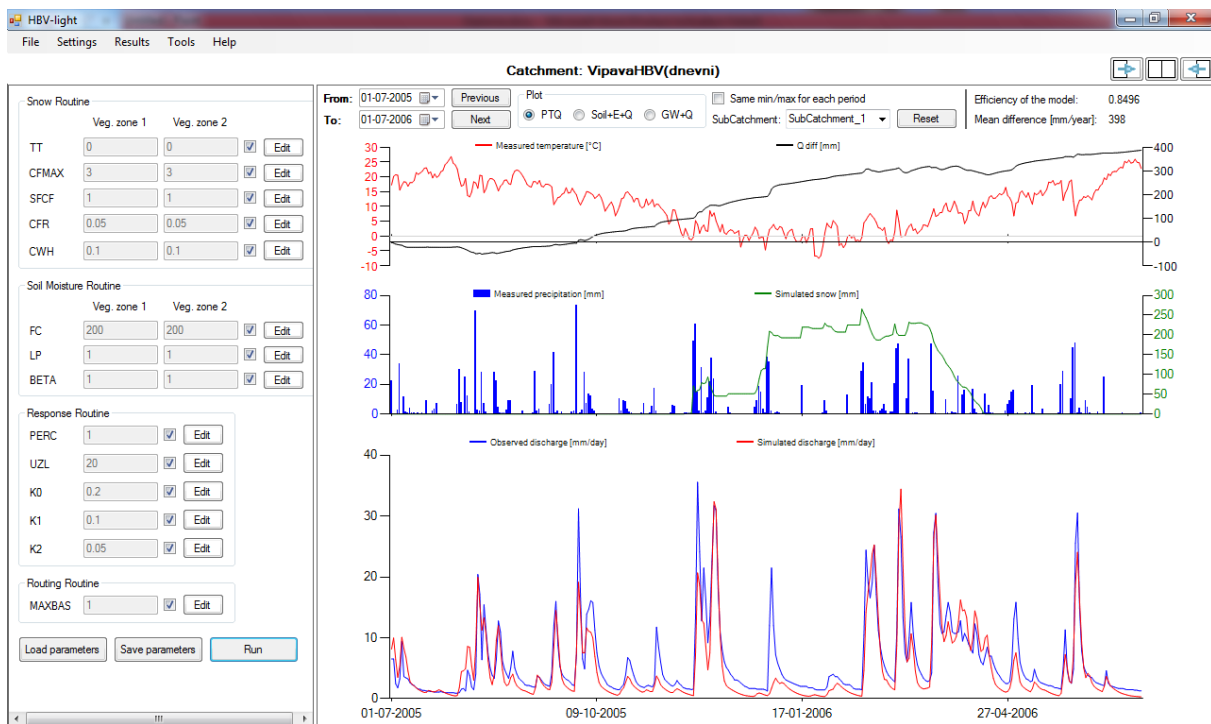 HBV-light
File Settings Results Tools Help
Catchment: VipavaHBV(dnevni)
Snow Routine
Veg. zone 1 Veg. zone 2
TT 0 0 Edit
CFMAX 3 3 Edit
SFCF 1 1 Edit
CFR 0.05 0.05 Edit
CWH 0.1 0.1 Edit
Soil Moisture Routine
Veg. zone 1 Veg. zone 2
FC 200 200 Edit
LP 1 1 Edit
BETA 1 1 Edit
Response Routine
PERC 1 Edit
UZL 20 Edit
K0 0.2 Edit
K1 0.1 Edit
K2 0.05 Edit
Routing Routine
MAXBAS 1 Edit
Load parameters Save parameters Run
From: 01-07-2005 Previous
To: 01-07-2006 Next
Plot
PTQ Soil+E+Q GW+Q
Same min/max for each period
SubCatchment: SubCatchment_1 Reset
Efficiency of the model: 0.8496
Mean difference [mm/year]: 398
Measured temperature [°C] Q diff [mm]
30 400
25
20 300
15 200
10
5 100
0 0
-5
-10 -100
Measured precipitation [mm] Simulated snow [mm]
80 300
250
60
200
40 150
100
20
50
0 0
Observed discharge [mm/day] Simulated discharge [mm/day]
40
30
20
10
0
01-07-2005 09-10-2005 17-01-2006 27-04-2006